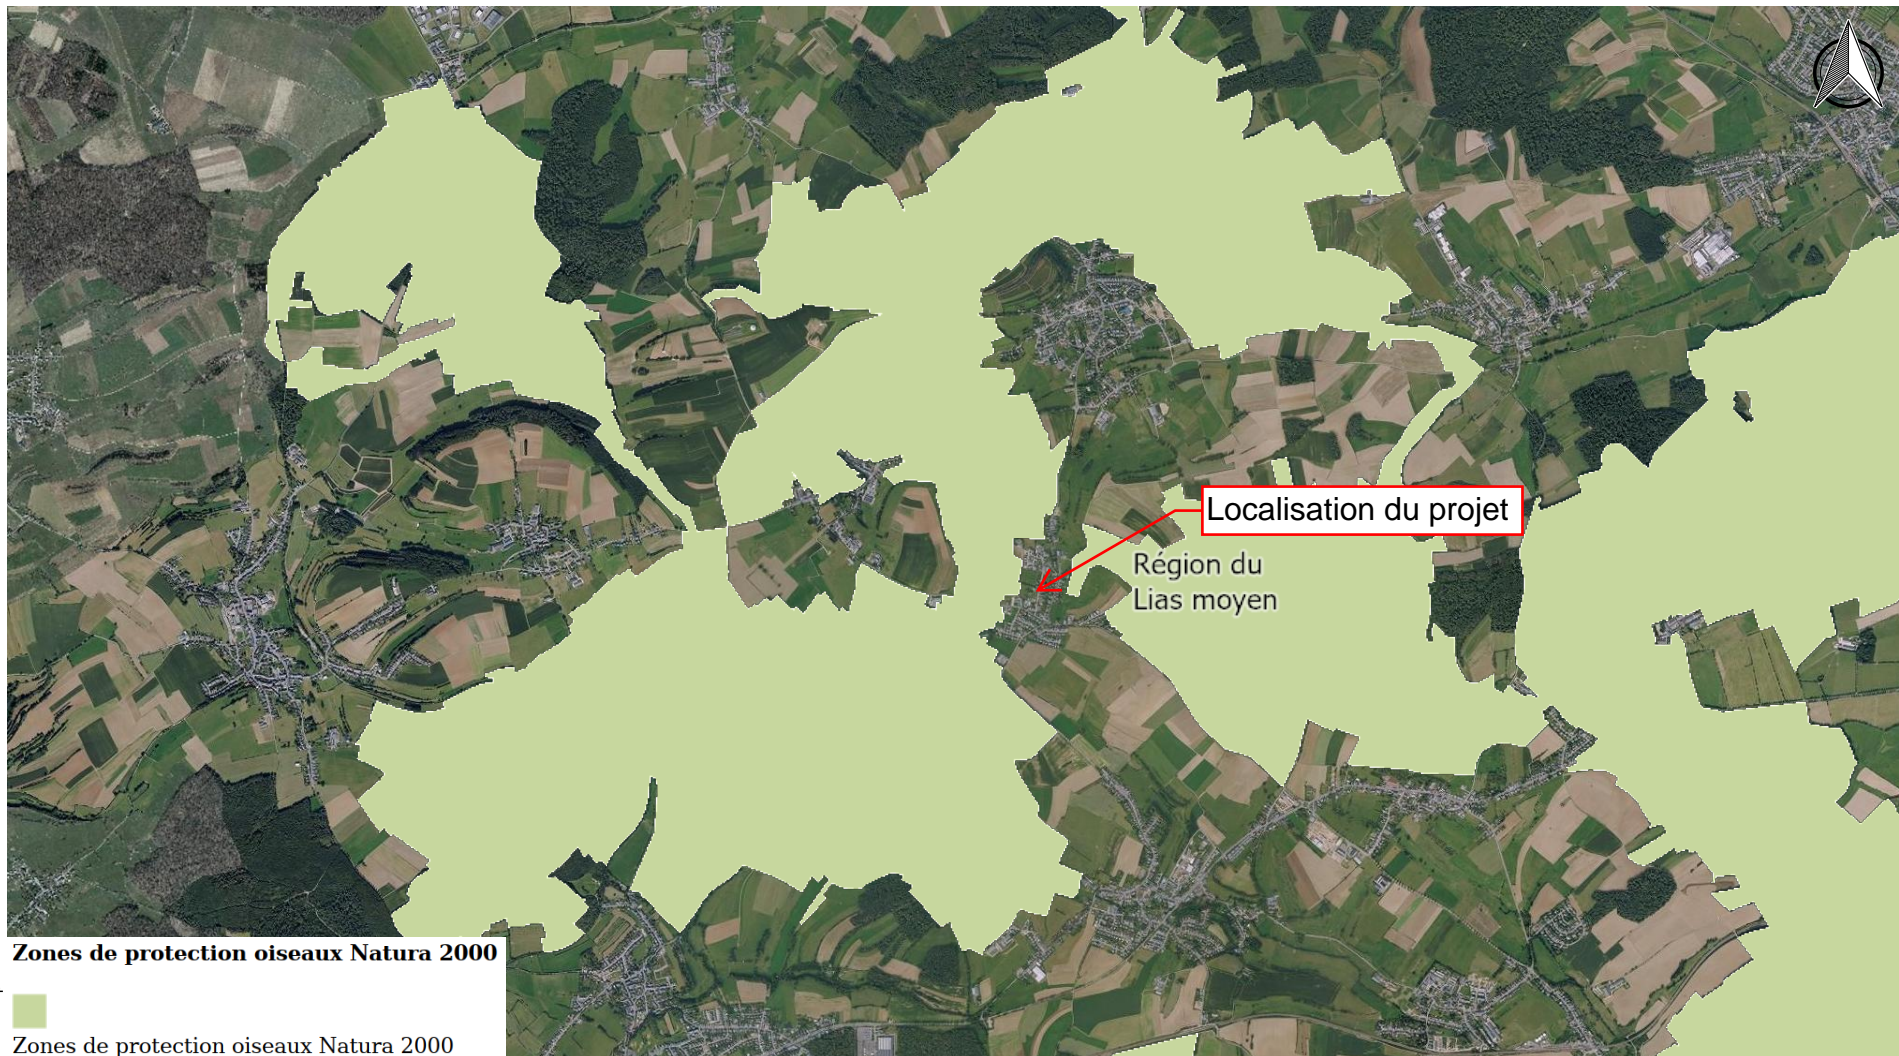 Localisation du projet
Région du
Lias moyen
Zones de protection oiseaux Natura 2000
Zones de protection oiseaux Natura 2000